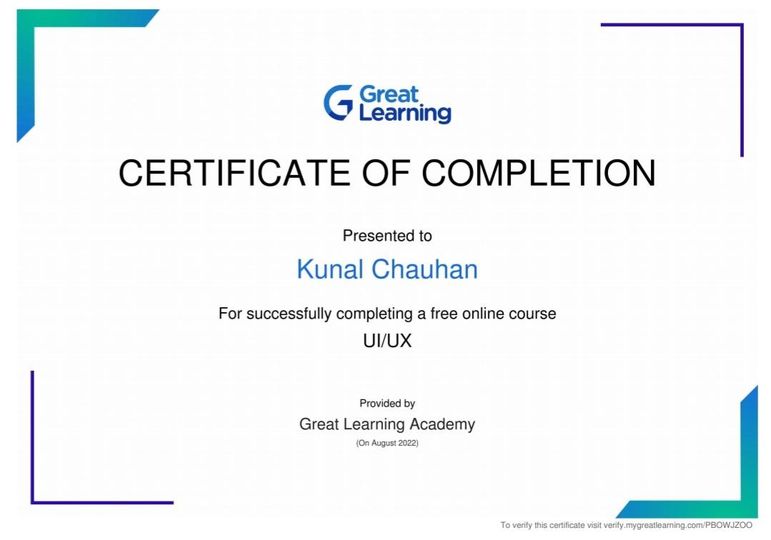 Great
Learning
CERTIFICATE OF COMPLETION
Presented to
Kunal Chauhan
For successfully completing a free online course
UI/UX
Provided by
Great Learning Academy
(On August 2022)
To verify this certificate visit verify.mygreatlearning.com/PBOWJZOO